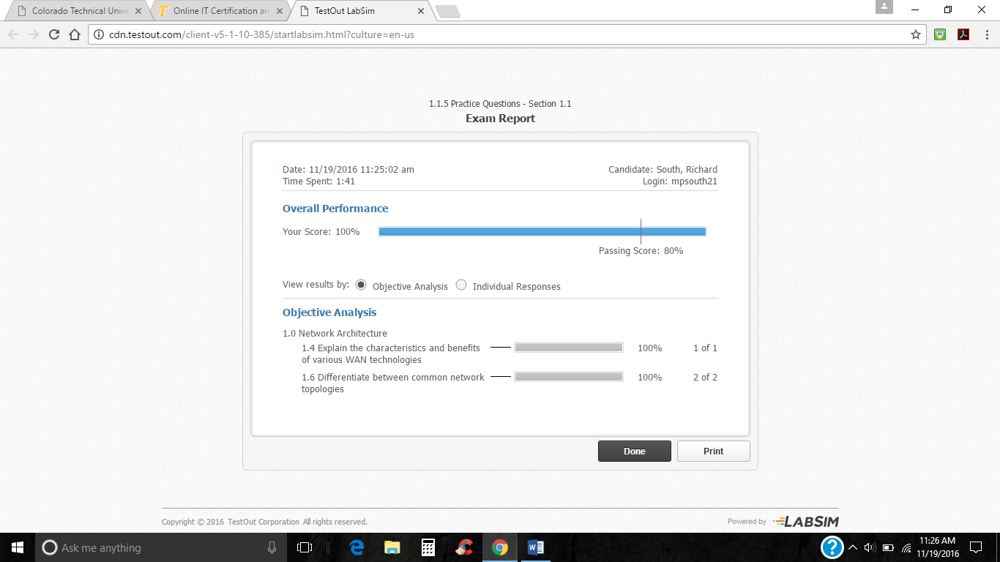 Colorado Technical Unive
Online IT Certification an
TestOut LabSim
cdn.testout.com/client-v5-1-10-385/startlabsim.html?culture=en-us
1.1.5 Practice Questions - Section 1.1
Exam Report
Date: 11/19/2016 11:25:02 am
Candidate: South, Richard
Time Spent: 1:41
Login: mpsouth21
Overall Performance
Your Score: 100%
Passing Score: 80%
View results by: Objective Analysis Individual Responses
Objective Analysis
1.0 Network Architecture
1.4 Explain the characteristics and benefits
of various WAN technologies
100% 1 of 1
1.6 Differentiate between common network
topologies
100% 2 of 2
Done
Print
Copyright © 2016 TestOut Corporation All rights reserved.
Powered by LABSIM
Ask me anything
11:26 AM
11/19/2016